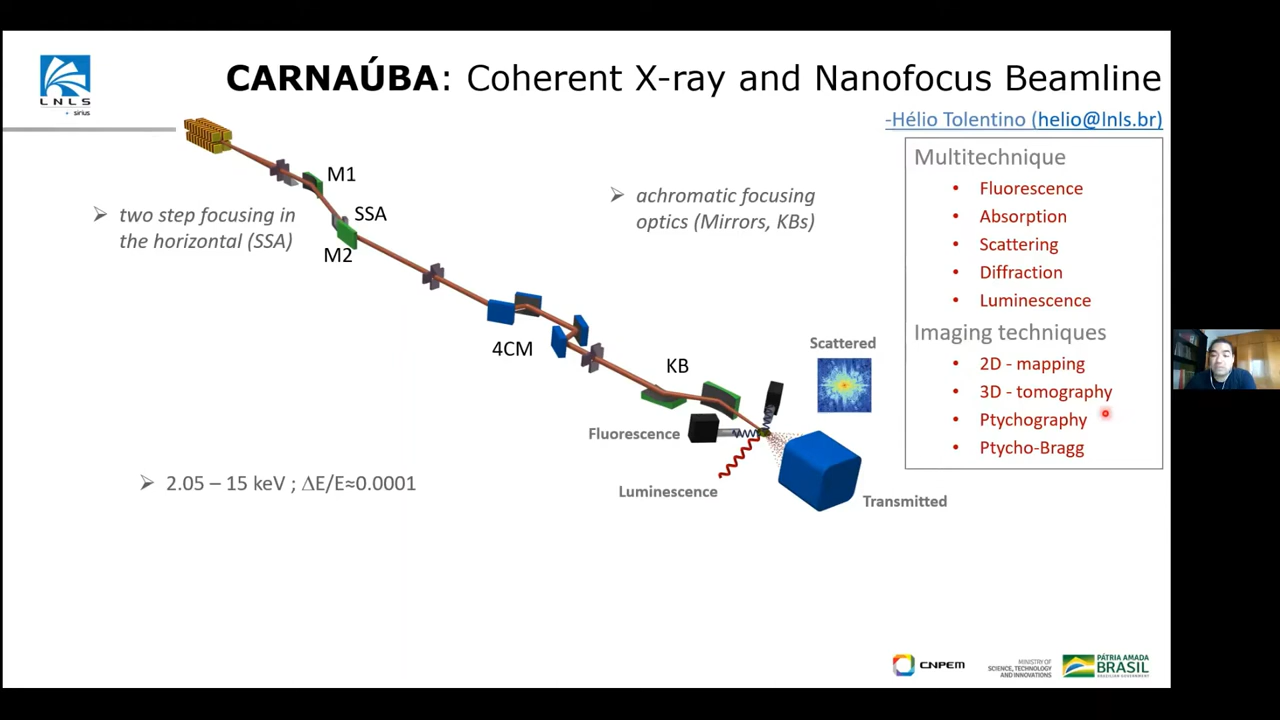 CARNAÚBA: Coherent X-ray and Nanofocus Beamline
LNLS
sirius
-Hélio Tolentino (helio@lnls.br)
M1
SSA
M2
➢ two step focusing in
the horizontal (SSA)
➢ achromatic focusing
optics (Mirrors, KBs)
Multitechnique
• Fluorescence
• Absorption
• Scattering
• Diffraction
• Luminescence
Imaging techniques
• 2D - mapping
• 3D - tomography
• Ptychography
• Ptycho-Bragg
4CM
KB
Scattered
Fluorescence
Luminescence
Transmitted
➢ 2.05 – 15 keV ; ΔE/E≈0.0001
CNPEM
MINISTRY OF
SCIENCE, TECHNOLOGY
AND INNOVATIONS
PÁTRIA AMADA
BRASIL
BRAZILIAN GOVERNMENT